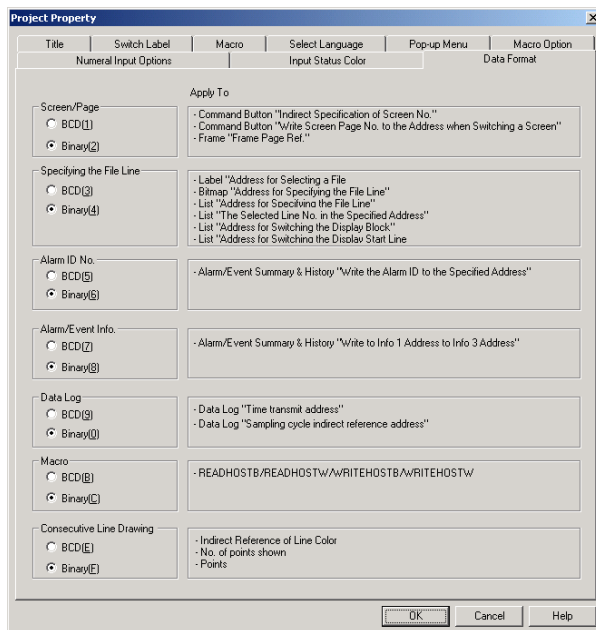 Project Property
Title
Switch Label
Macro
Select Language
Pop-up Menu
Macro Option
Numeral Input Options
Input Status Color
Data Format
Apply To
Screen/Page
BCD(1)
Binary(2)
- Command Button "Indirect Specification of Screen No."
- Command Button "Write Screen Page No. to the Address when Switching a Screen"
- Frame "Frame Page Ref."
Specifying the File Line
BCD(3)
Binary(4)
- Label "Address for Selecting a File
- Bitmap "Address for Specifying the File Line"
- List "Address for Specifying the File Line"
- List "The Selected Line No. in the Specified Address"
- List "Address for Switching the Display Block"
- List "Address for Switching the Display Start Line
Alarm ID No.
BCD(5)
Binary(6)
- Alarm/Event Summary & History "Write the Alarm ID to the Specified Address"
Alarm/Event Info.
BCD(7)
Binary(8)
- Alarm/Event Summary & History "Write to Info 1 Address to Info 3 Address"
Data Log
BCD(9)
Binary(0)
- Data Log "Time transmit address"
- Data Log "Sampling cycle indirect reference address"
Macro
BCD(B)
Binary(C)
- READHOSTB/READHOSTW/WRITEHOSTB/WRITEHOSTW
Consecutive Line Drawing
BCD(E)
Binary(F)
- Indirect Reference of Line Color
- No. of points shown
- Points
OK
Cancel
Help